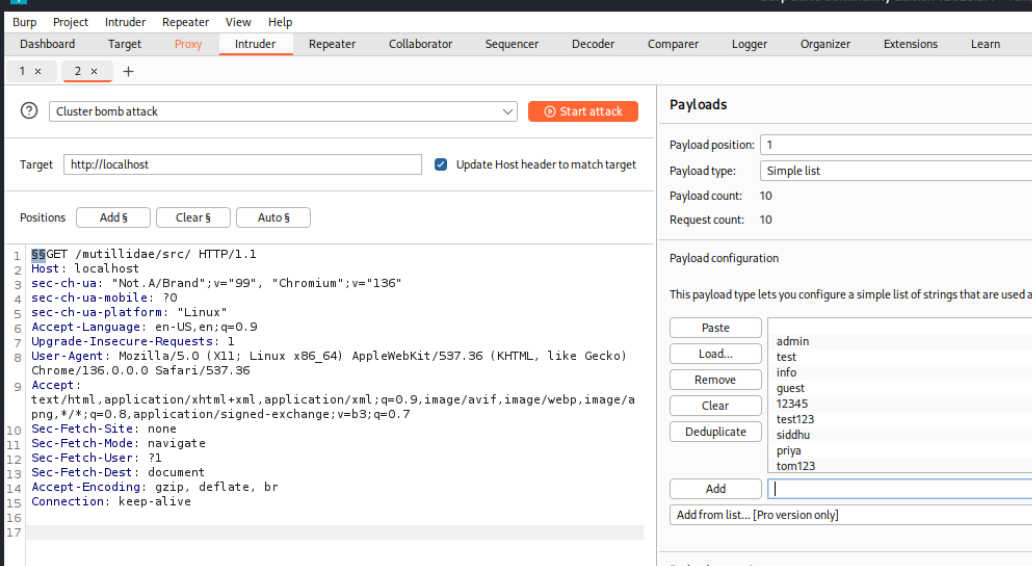 Burp Project Intruder Repeater View Help
Dashboard Target Proxy Intruder Repeater Collaborator Sequencer Decoder Comparer Logger Organizer Extensions Learn
1 × 2 × +
? Cluster bomb attack Start attack
Target http://localhost Update Host header to match target
Positions Add § Clear § Auto §
1 §§GET /mutillidae/src/ HTTP/1.1
2 Host: localhost
3 sec-ch-ua: "Not.A/Brand";v="99", "Chromium";v="136"
4 sec-ch-ua-mobile: ?0
5 sec-ch-ua-platform: "Linux"
6 Accept-Language: en-US,en;q=0.9
7 Upgrade-Insecure-Requests: 1
8 User-Agent: Mozilla/5.0 (X11; Linux x86_64) AppleWebKit/537.36 (KHTML, like Gecko)
Chrome/136.0.0.0 Safari/537.36
9 Accept:
text/html,application/xhtml+xml,application/xml;q=0.9,image/avif,image/webp,image/a
png,*/*;q=0.8,application/signed-exchange;v=b3;q=0.7
10 Sec-Fetch-Site: none
11 Sec-Fetch-Mode: navigate
12 Sec-Fetch-User: ?1
13 Sec-Fetch-Dest: document
14 Accept-Encoding: gzip, deflate, br
15 Connection: keep-alive
16
17
Payloads
Payload position: 1
Payload type: Simple list
Payload count: 10
Request count: 10
Payload configuration
This payload type lets you configure a simple list of strings that are used a
Paste
Load...
Remove
Clear
Deduplicate
admin
test
info
guest
12345
test123
siddhu
priya
tom123
Add
Add from list... [Pro version only]